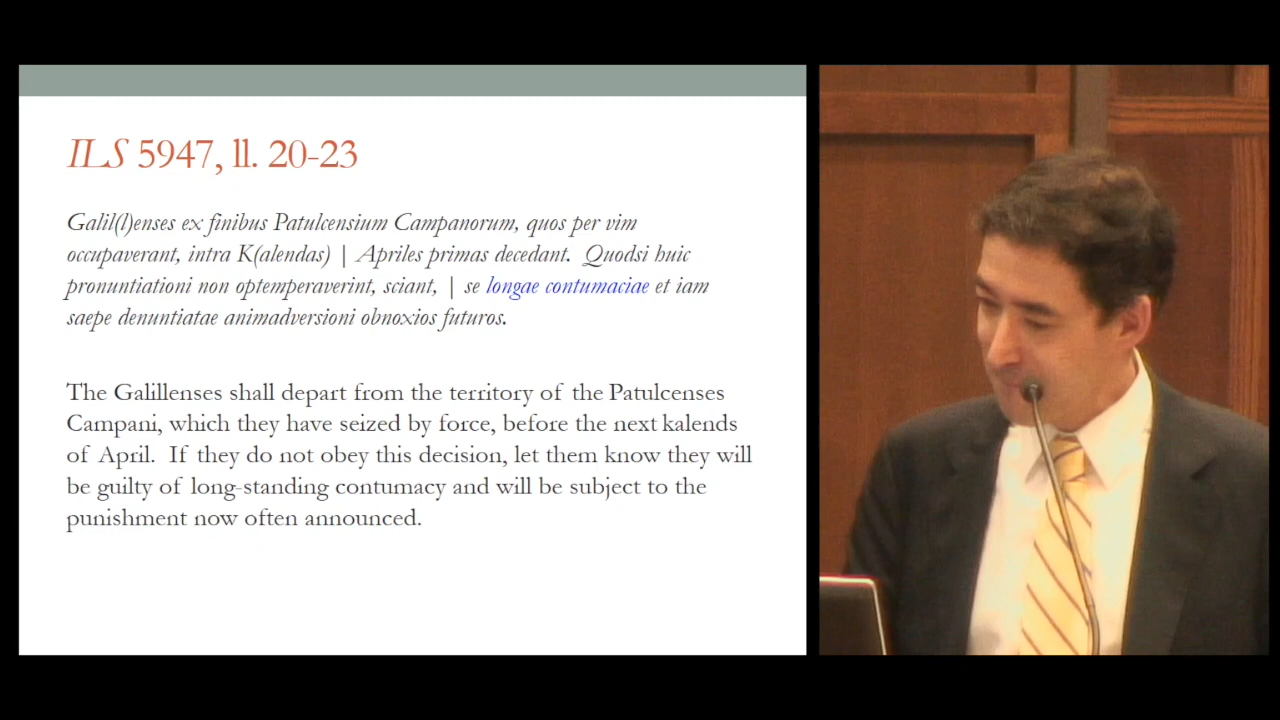 ILS 5947, ll. 20-23
Galil(l)enses ex finibus Patulcensium Campanorum, quos per vim
occupaverant, intra K(alendas) | Apriles primas decedant. Quodsi huic
pronuntiationi non optemperaverint, sciant, | se longae contumaciae et iam
saepe denuntiatae animadversioni obnoxios futuros.
The Galillenses shall depart from the territory of the Patulcenses
Campani, which they have seized by force, before the next kalends
of April. If they do not obey this decision, let them know they will
be guilty of long-standing contumacy and will be subject to the
punishment now often announced.